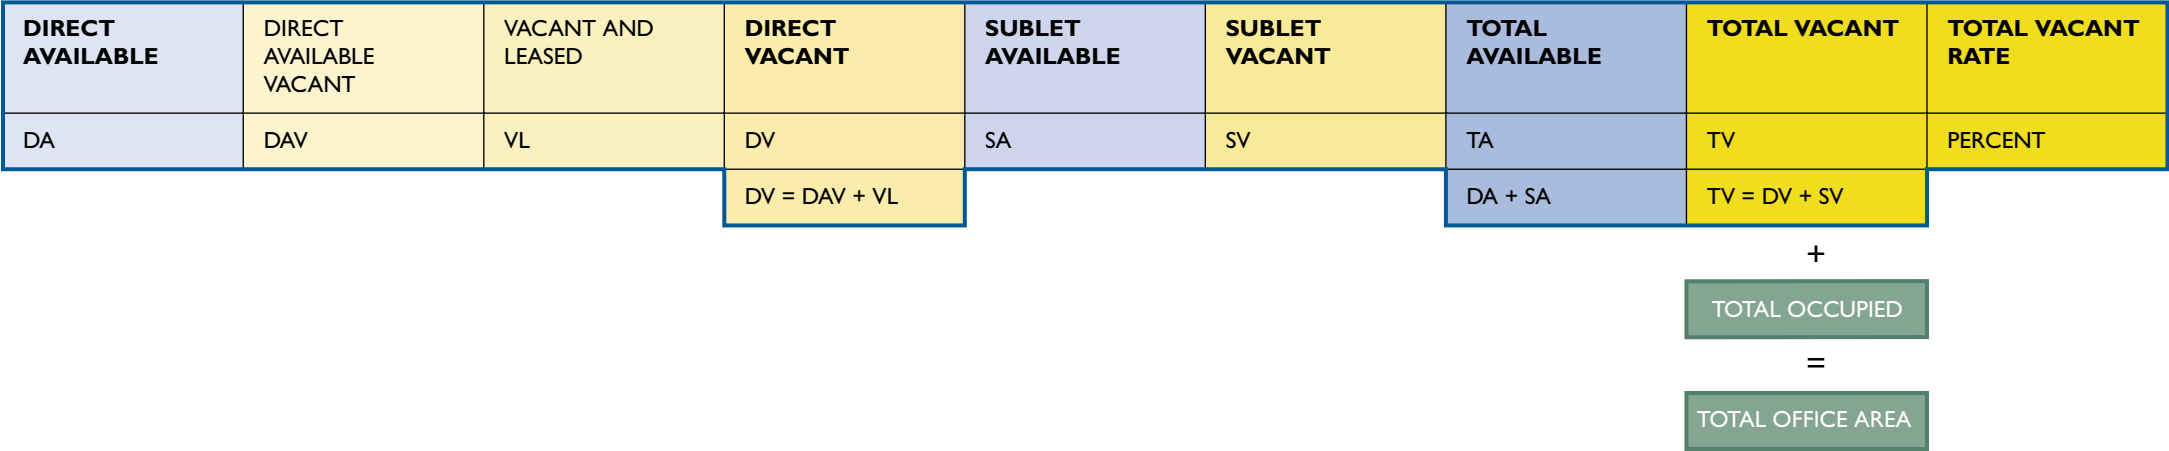 DIRECT
AVAILABLE
DIRECT
AVAILABLE
VACANT
VACANT AND
LEASED
DIRECT
VACANT
SUBLET
AVAILABLE
SUBLET
VACANT
TOTAL
AVAILABLE
TOTAL VACANT
TOTAL VACANT
RATE
DA
DAV
VL
DV
SA
SV
TA
TV
PERCENT
DV = DAV + VL
DA + SA
TV = DV + SV
+
TOTAL OCCUPIED
=
TOTAL OFFICE AREA